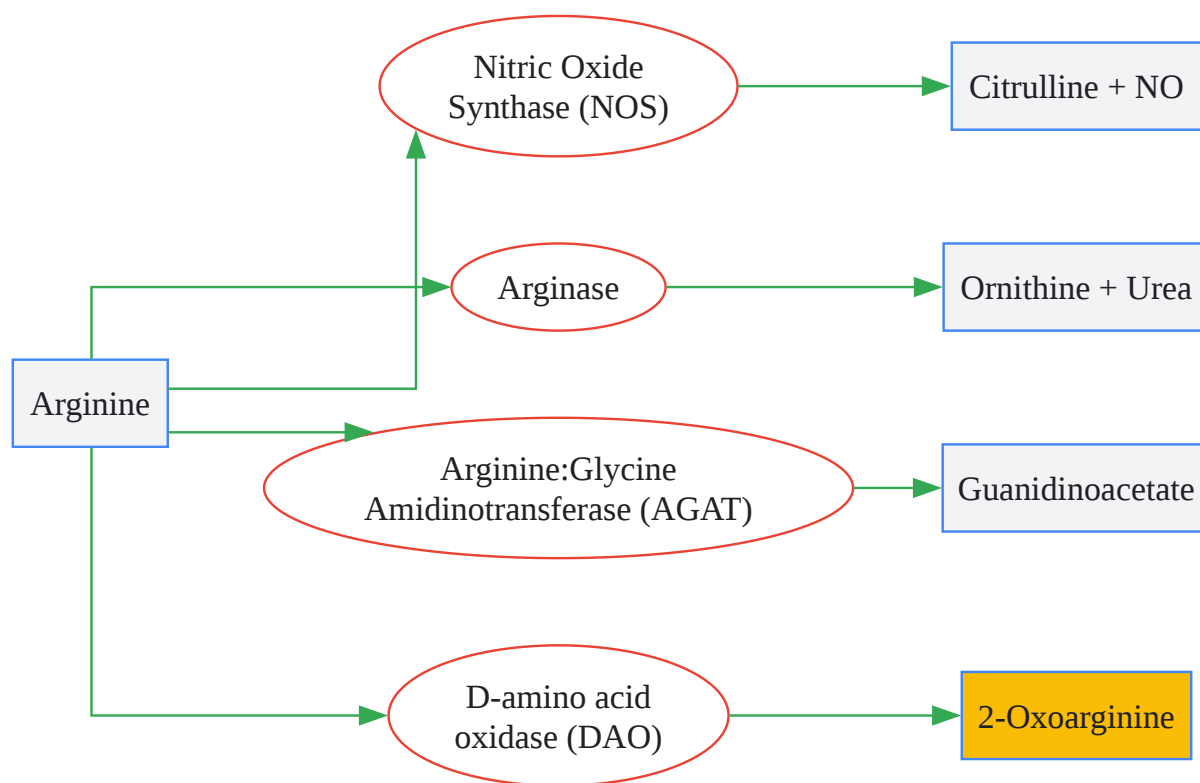 Nitric Oxide
Synthase (NOS)
Citrulline + NO
Arginase
Ornithine + Urea
Arginine
Arginine:Glycine
Amidinotransferase (AGAT)
Guanidinoacetate
D-amino acid
oxidase (DAO)
2-Oxoarginine